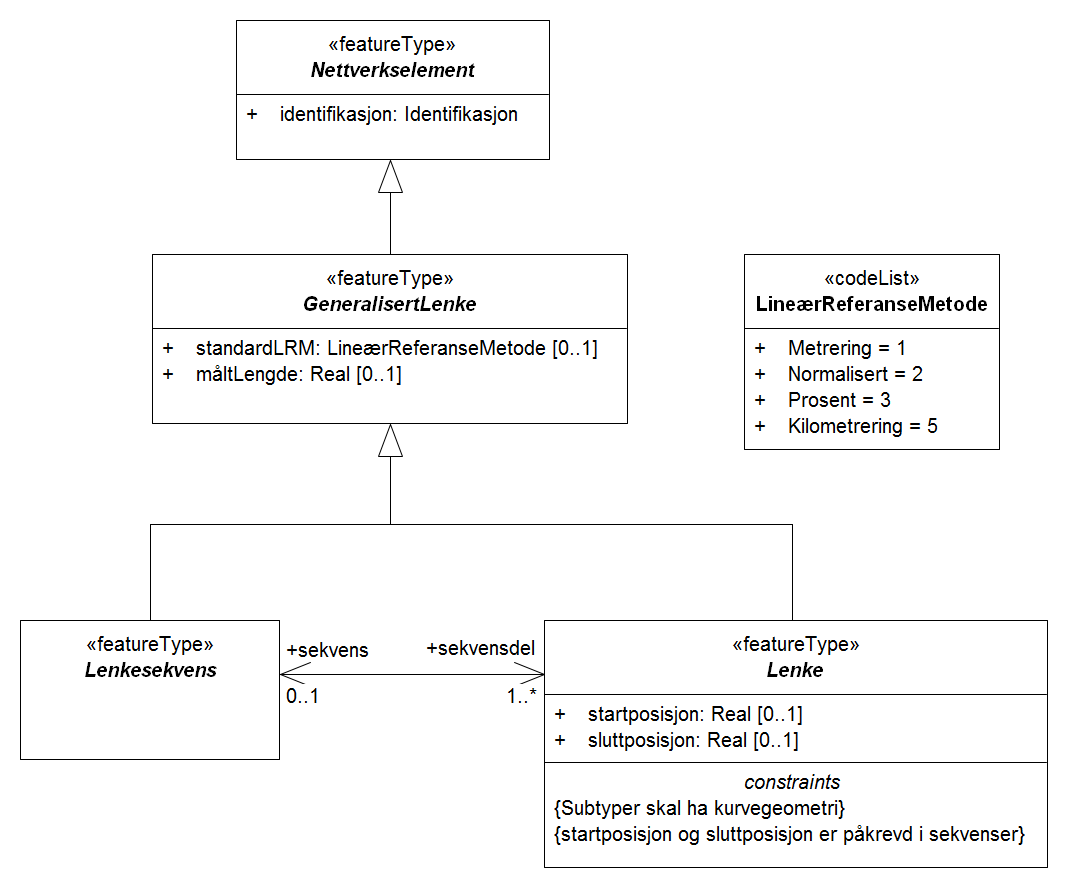 «featureType»
Nettverkselement
+ identifikasjon: Identifikasjon
«featureType»
GeneralisertLenke
+ standardLRM: LineærReferanseMetode [0..1]
+ måltLengde: Real [0..1]
«codeList»
LineærReferanseMetode
+ Metrering = 1
+ Normalisert = 2
+ Prosent = 3
+ Kilometrering = 5
«featureType»
Lenkesekvens
+sekvens
0..1
+sekvensdel
1..*
«featureType»
Lenke
+ startposisjon: Real [0..1]
+ sluttposisjon: Real [0..1]
constraints
{Subtyper skal ha kurvegeometri}
{startposisjon og sluttposisjon er påkrevd i sekvenser}